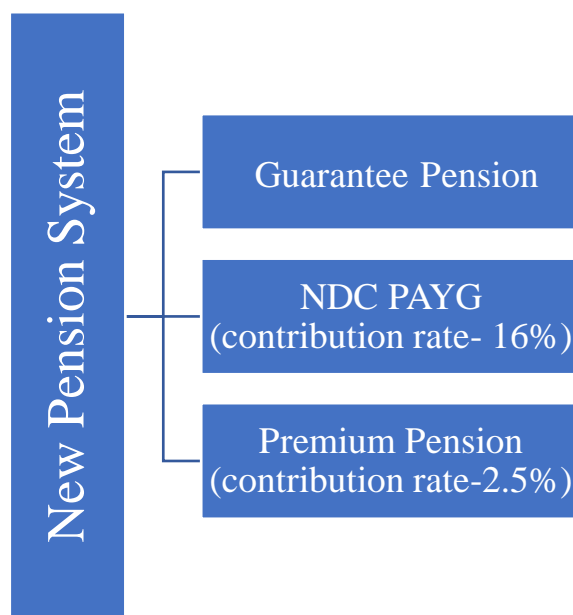 New Pension System
Guarantee Pension
NDC PAYG
(contribution rate- 16%)
Premium Pension
(contribution rate-2.5%)